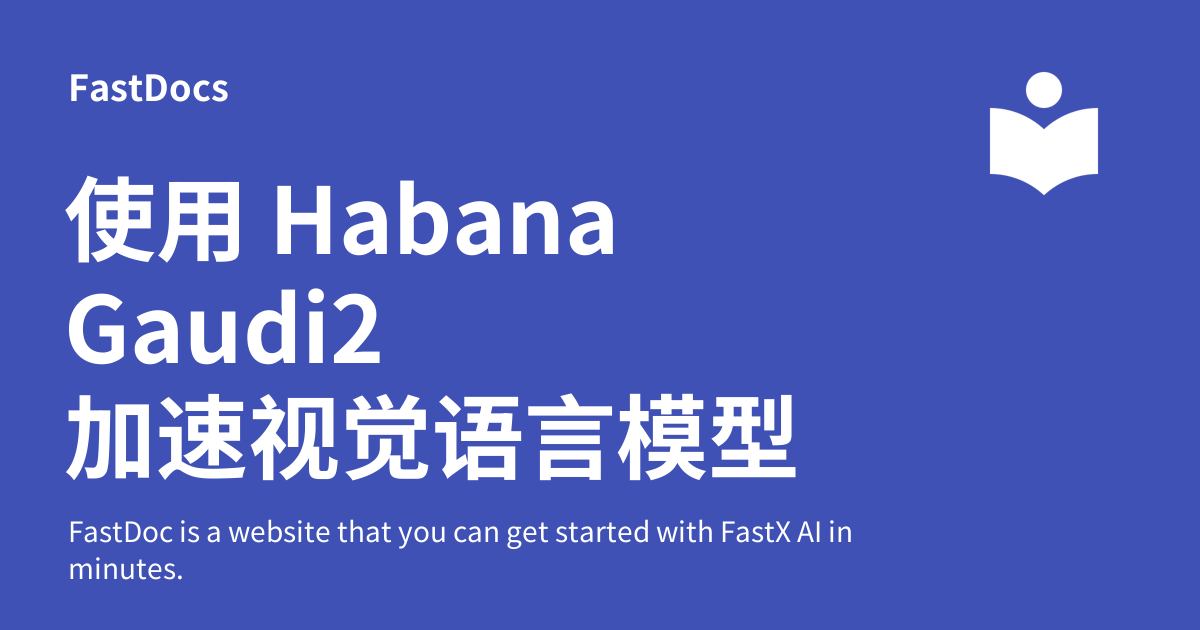 FastDocs
使用 Habana
Gaudi2
加速视觉语言模型
FastDoc is a website that you can get started with FastX AI in
minutes.